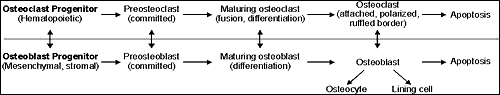 Osteoclast Progenitor
(Hematopoietic)
Preosteoclast
(committed)
Maturing osteoclast
(fusion, differentiation)
Osteoclast
(attached, polarized,
ruffled border)
Apoptosis
Osteoblast Progenitor
(Mesenchymal, stromal)
Preosteoblast
(committed)
Maturing osteoblast
(differentiation)
Osteoblast
Apoptosis
Osteocyte
Lining cell